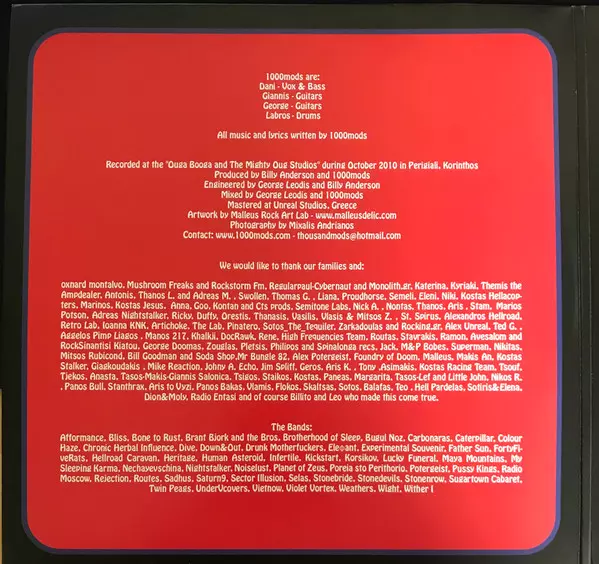 1000mods are:
Dani - Vox & Bass
Giannis - Guitars
George - Guitars
Labros - Drums
All music and lyrics written by 1000mods
Recorded at the "Ouga Booga and The Mighty Oug Studios" during October 2010 in Perigiali, Korinthos
Produced by Billy Anderson and 1000mods
Engineered by George Leodis and Billy Anderson
Mixed by George Leodis and 1000mods
Mastered at Unreal Studios, Greece
Artwork by Malleus Rock Art Lab - www.malleusdelic.com
Photography by Mixalis Andrianos
Contact: www.1000mods.com - thousandmods@hotmail.com
We would like to thank our families and:
oxnard montalvo, Mushroom Freaks and Rockstorm Fm, Regularpaul-Cybernaut and Monolith.gr, Katerina, Kyriaki, Themis the
Ampdealer, Antonis, Thanos L. and Adreas M. , Swollen, Thomas G. , Liana, Proudhorse, Semeli, Eleni, Niki, Kostas Hellacop-
ters, Marinos, Kostas Jesus, Anna, Goo, Kontan and Cts prods, Semitone Labs, Nick A. , Nontas, Thanos, Aris , Stam, Marios
Potson, Adreas Nightstalker, Ricky, Duffy, Orestis, Thanasis, Vasilis, Vlasis & Mitsos Z. , St. Spirus, Alexandros Hellroad,
Retro Lab, Ioanna KNK, Artichoke, The Lab, Pinatero, Sotos_The_Tequiler, Zarkadoulas and Rocking.gr, Alex Unreal, Ted G. ,
Aggelos Pimp Liagos , Manos 217, Khalkii, DocRawk, Rene, High Frequencies Team, Routas, Stavrakis, Ramon, Avesalom and
RockSinantisi Kiatou, George Doomas, Zouglas, Pletsis, Philipos and Spinalonga recs, Jack, M&P Bobes, Superman, Nikitas,
Mitsos Rubicond, Bill Goodman and Soda Shop,Mr Bungle 82, Alex Potergeist, Foundry of Doom, Malleus, Makis An, Kostas
Stalker, Giagkoudakis , Mike Reaction, Johny A. Echo, Jim Spliff, Geros, Aris K. , Tony .Asimakis, Kostas Racing Team, Tsouf,
Tiekos, Anasta, Tasos-Makis-Giannis Salonica, Tsigos, Staikos, Kostas, Paneas, Margarita, Tasos-Lef and Little John, Nikos R.
, Panos Bull, Stanthrax, Aris to Vyzi, Panos Bakas, Vlamis, Flokos, Skaltsas, Sotos, Balafas, Teo , Hell Pardelas, Sotiris&Elena,
Dion&Molv, Radio Entasi and of course Billito and Leo who made this come true.
The Bands:
Afformance, Bliss, Bone to Rust, Brant Bjork and the Bros, Brotherhood of Sleep, Bugul Noz, Carbonaras, Caterpillar, Colour
Haze, Chronic Herbal Influence, Dive, Down&Out, Drunk Motherfuckers, Elegant, Experimental Souvenir, Father Sun, FortyFi-
veRats, Hellroad Caravan, Heritage, Human Asteroid, Infertile, Kickstart, Korsikov, Lucky Funeral, Maya Mountains, My
Sleeping Karma, Nechayevschina, Nightstalker, Noiselust, Planet of Zeus, Poreia sto Perithorio, Potergeist, Pussy Kings, Radio
Moscow, Rejection, Routes, Sadhus, Saturn9, Sector Illusion, Selas, Stonebride, Stonedevils, Stonenrow, Sugartown Cabaret,
Twin Peaqs, UnderVcovers, Vietnow, Violet Vortex, Weathers, Wight, Wither I